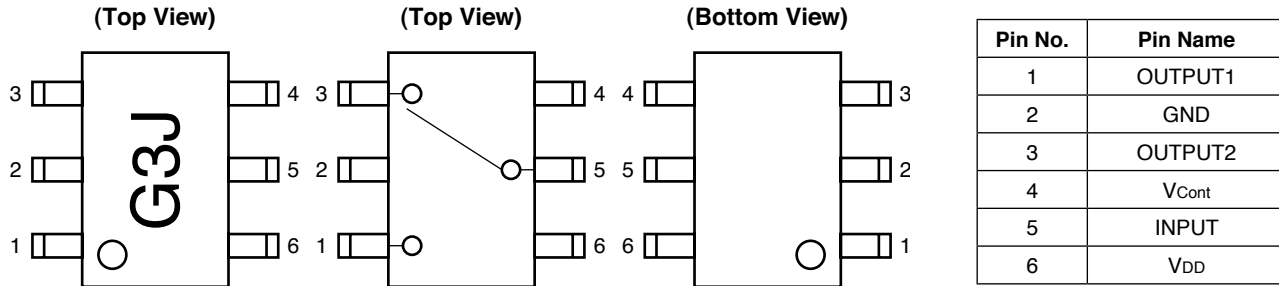 (Top View) (Top View) (Bottom View)
3 4 3 4 4 3
2 5 2 5 5 2
1 6 1 6 6 1
G3J
Pin No. Pin Name
1 OUTPUT1
2 GND
3 OUTPUT2
4 VCont
5 INPUT
6 VDD